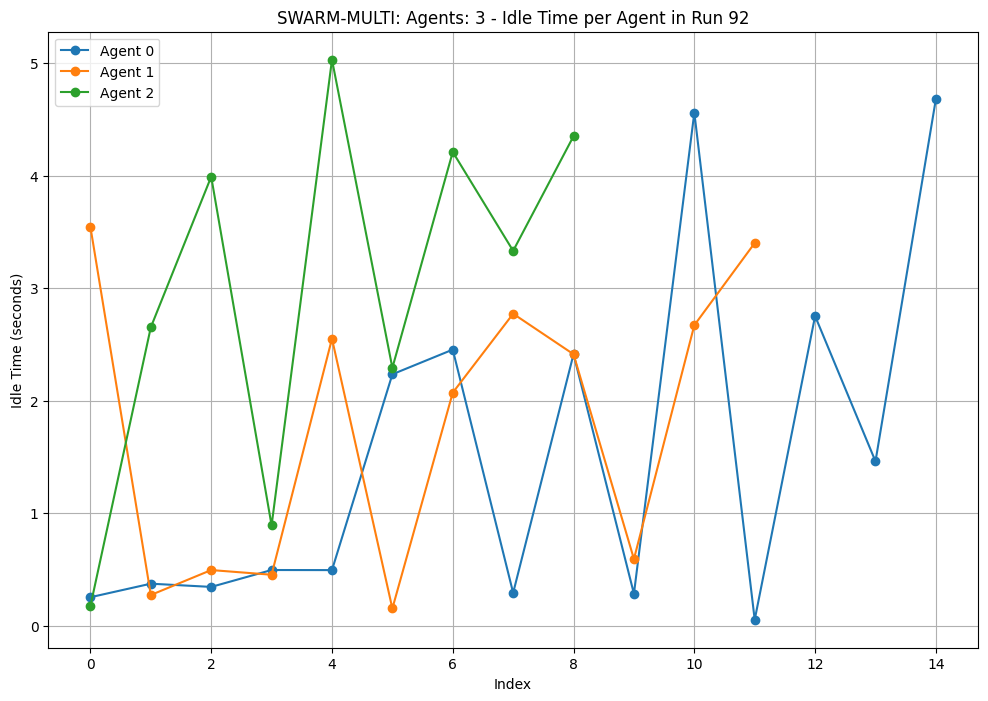 SWARM-MULTI: Agents: 3 - Idle Time per Agent in Run 92
Agent 0
Agent 1
Agent 2
Idle Time (seconds)
5
4
3
2
1
0
0 2 4 6 8 10 12 14
Index